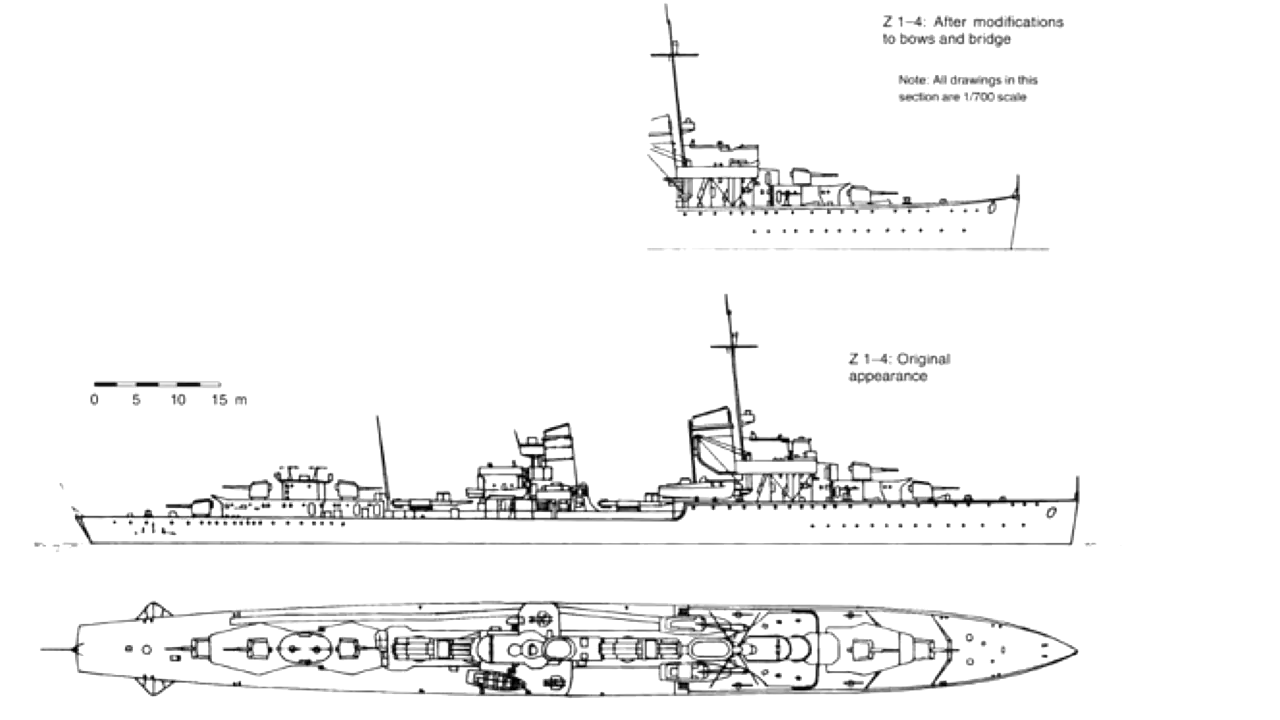 Z 1–4: After modifications
to bows and bridge
Note: All drawings in this
section are 1/700 scale
Z 1–4: Original
appearance
0 5 10 15 m